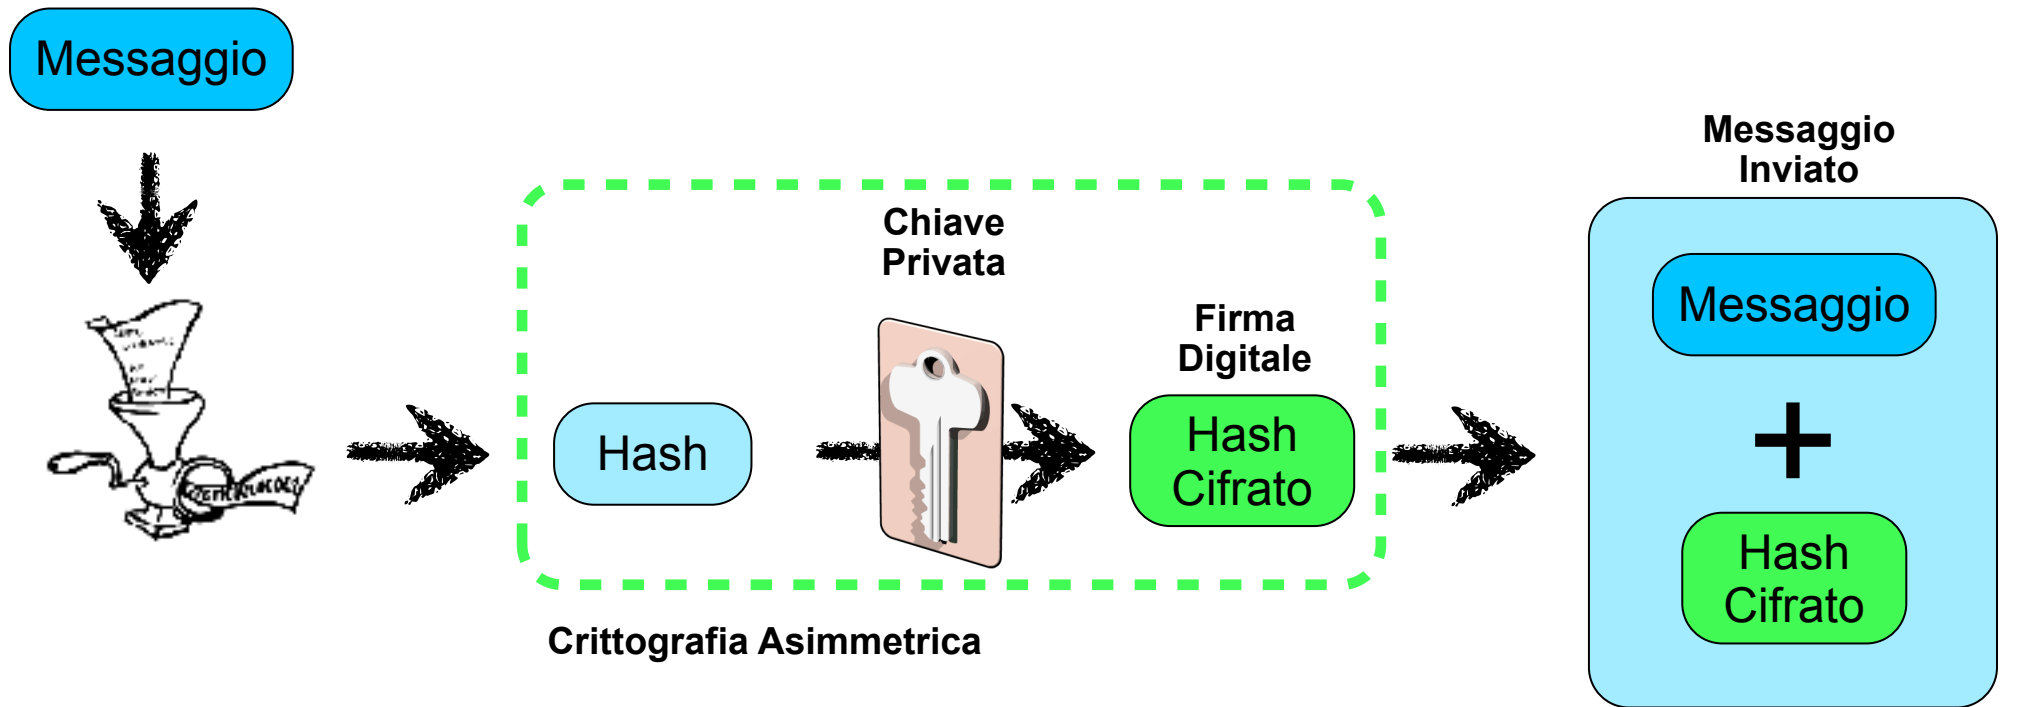 Messaggio
Messaggio
Inviato
Chiave
Privata
Firma
Digitale
Hash
Hash
Cifrato
Messaggio
+
Hash
Cifrato
Crittografia Asimmetrica